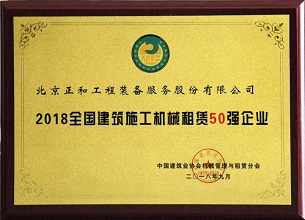 北京正和工程装备服务股份有限公司
2018全国建筑施工机械租赁50强企业
中国建筑业协会机械管理与租赁分会
二〇一八年九月